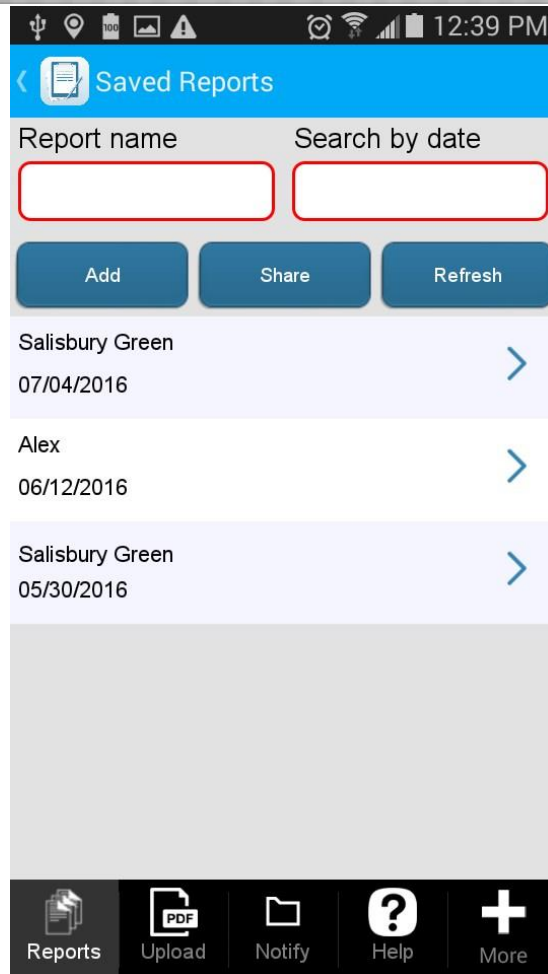 100
12:39 PM
Saved Reports
Report name Search by date
Add Share Refresh
Salisbury Green
07/04/2016
Alex
06/12/2016
Salisbury Green
05/30/2016
PDF
Reports Upload Notify Help More